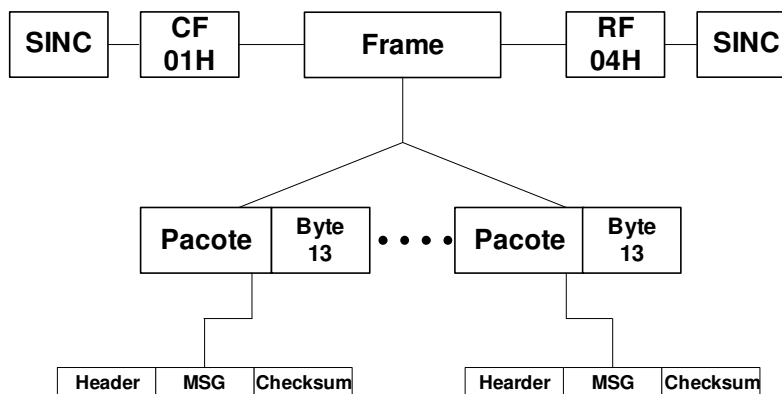 SINC
CF
01H
Frame
RF
04H
SINC
Pacote
Byte
13
Pacote
Byte
13
Header
MSG
Checksum
Hearder
MSG
Checksum